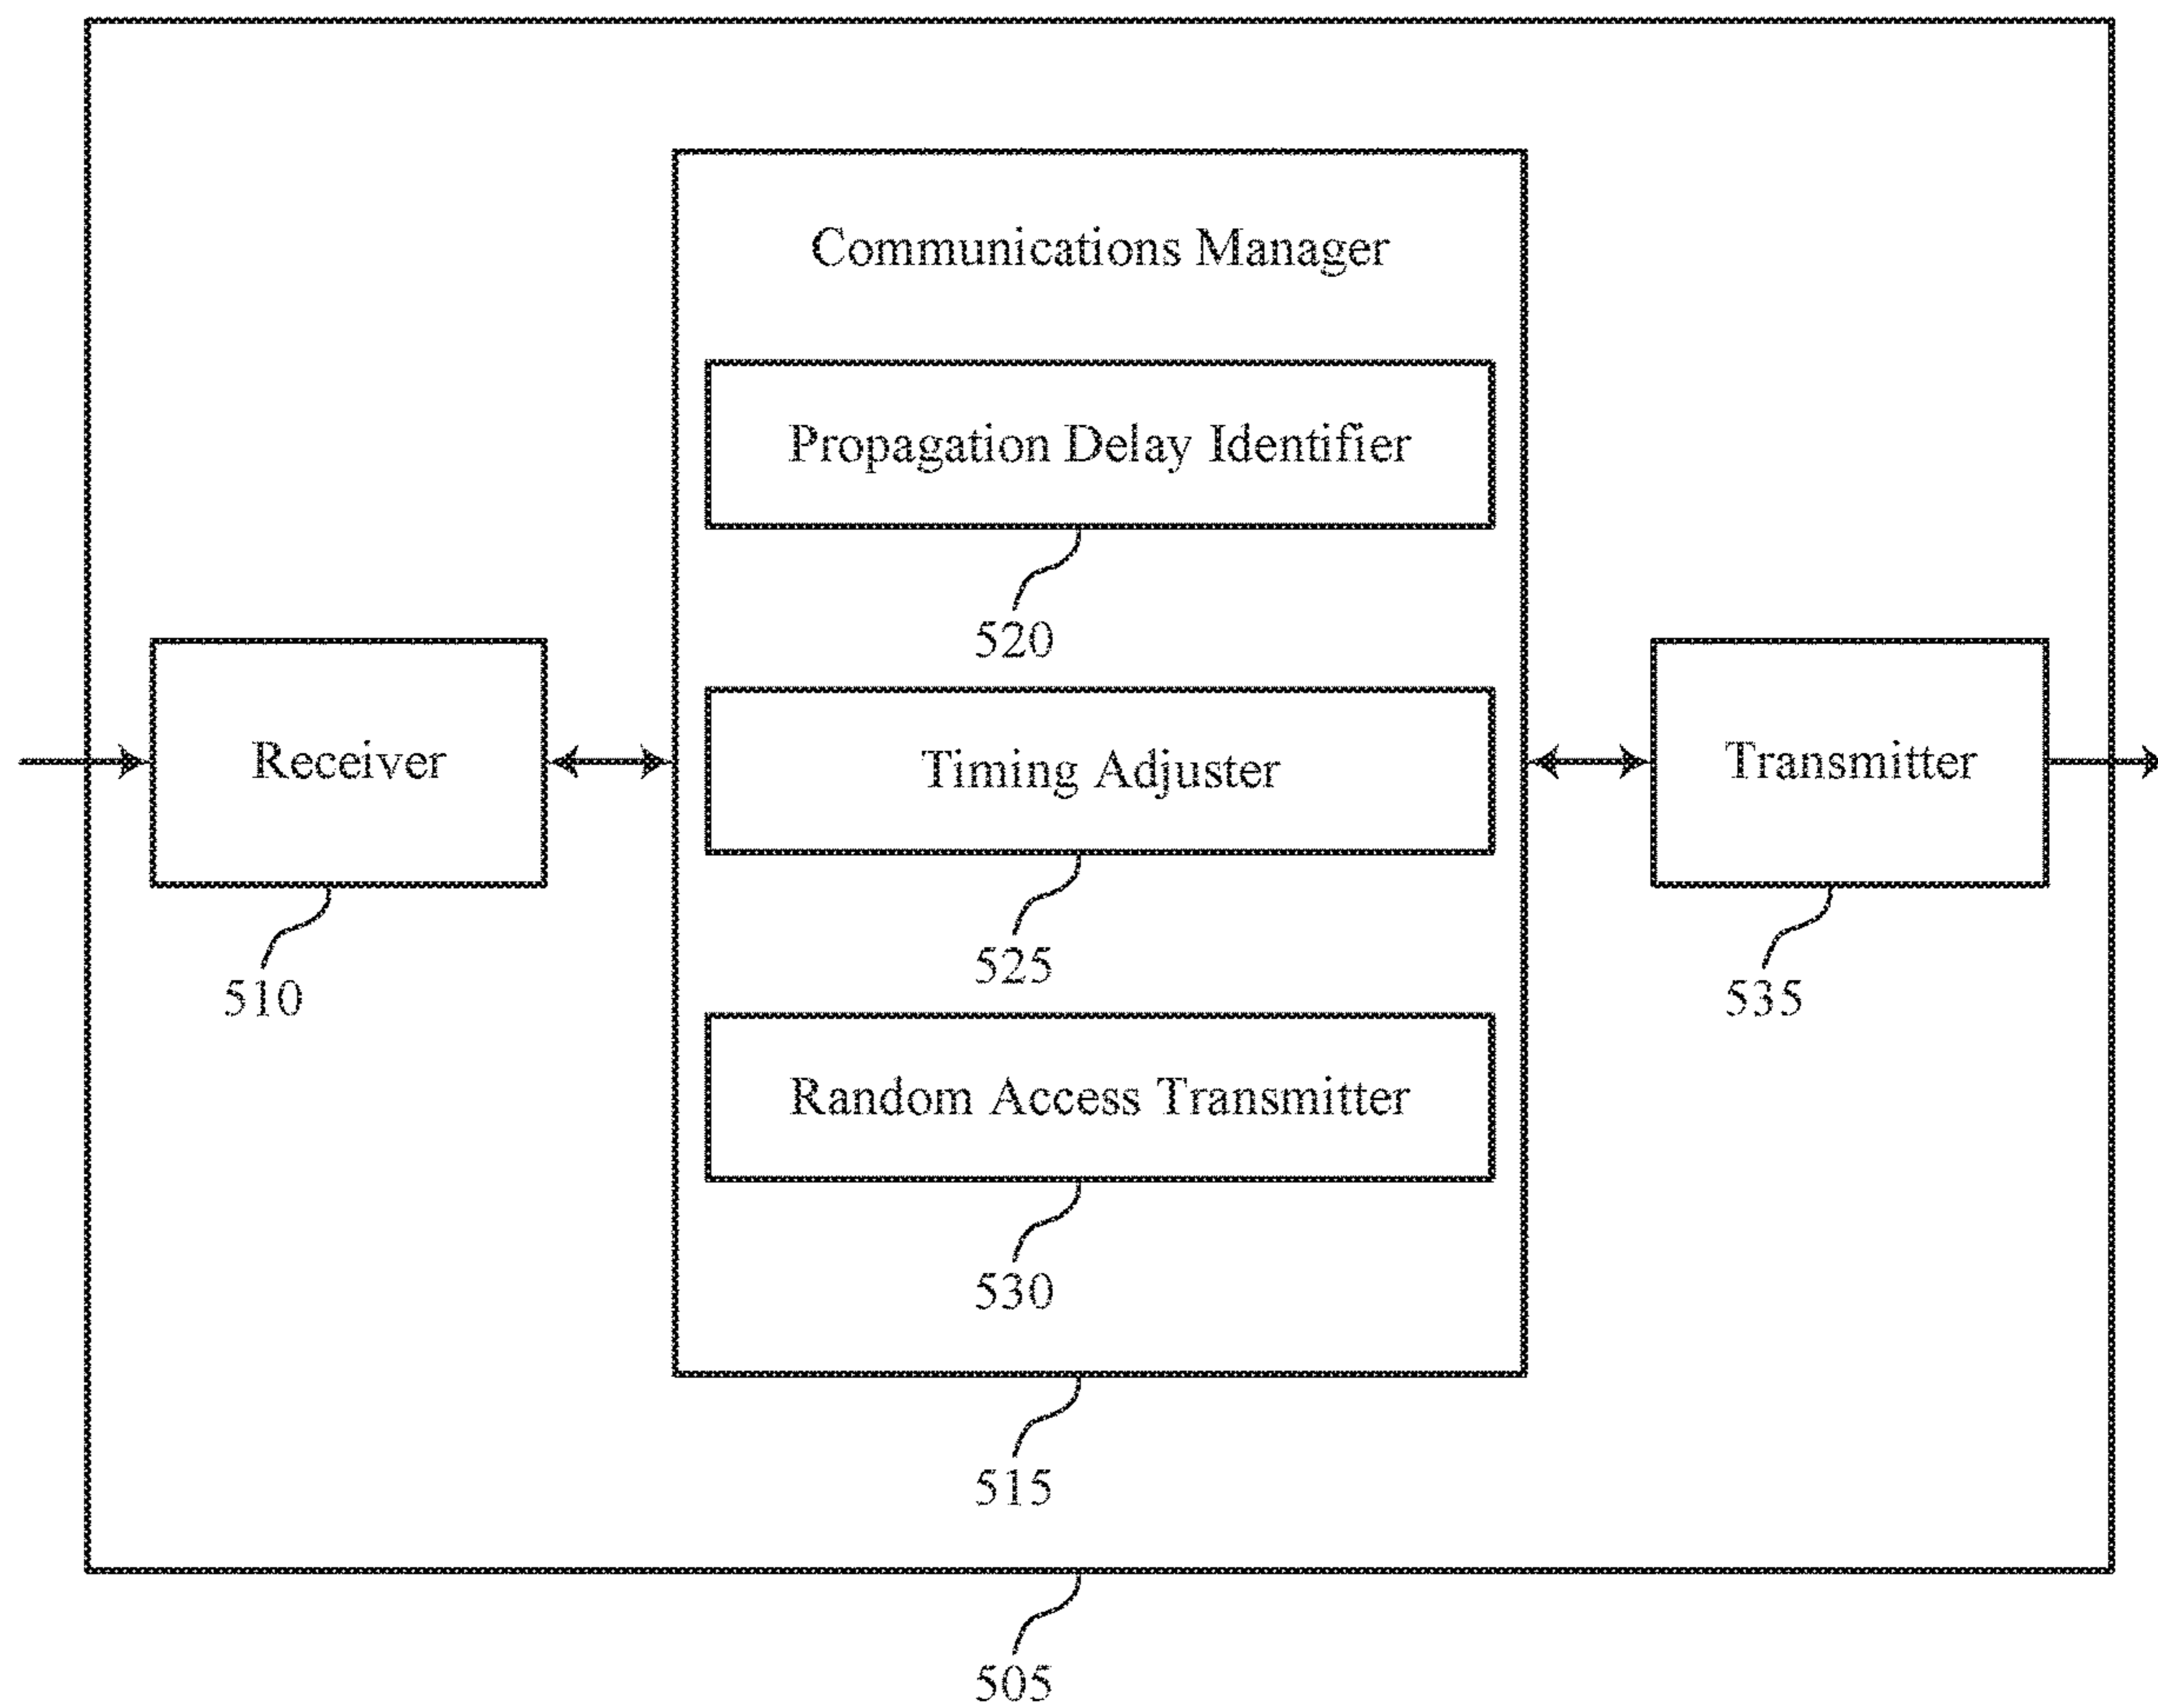 Communications Manager
Propagation Delay Identifier
520
Receiver
Timing Adjuster
Transmitter
510
525
535
Random Access Transmitter
530
515
505